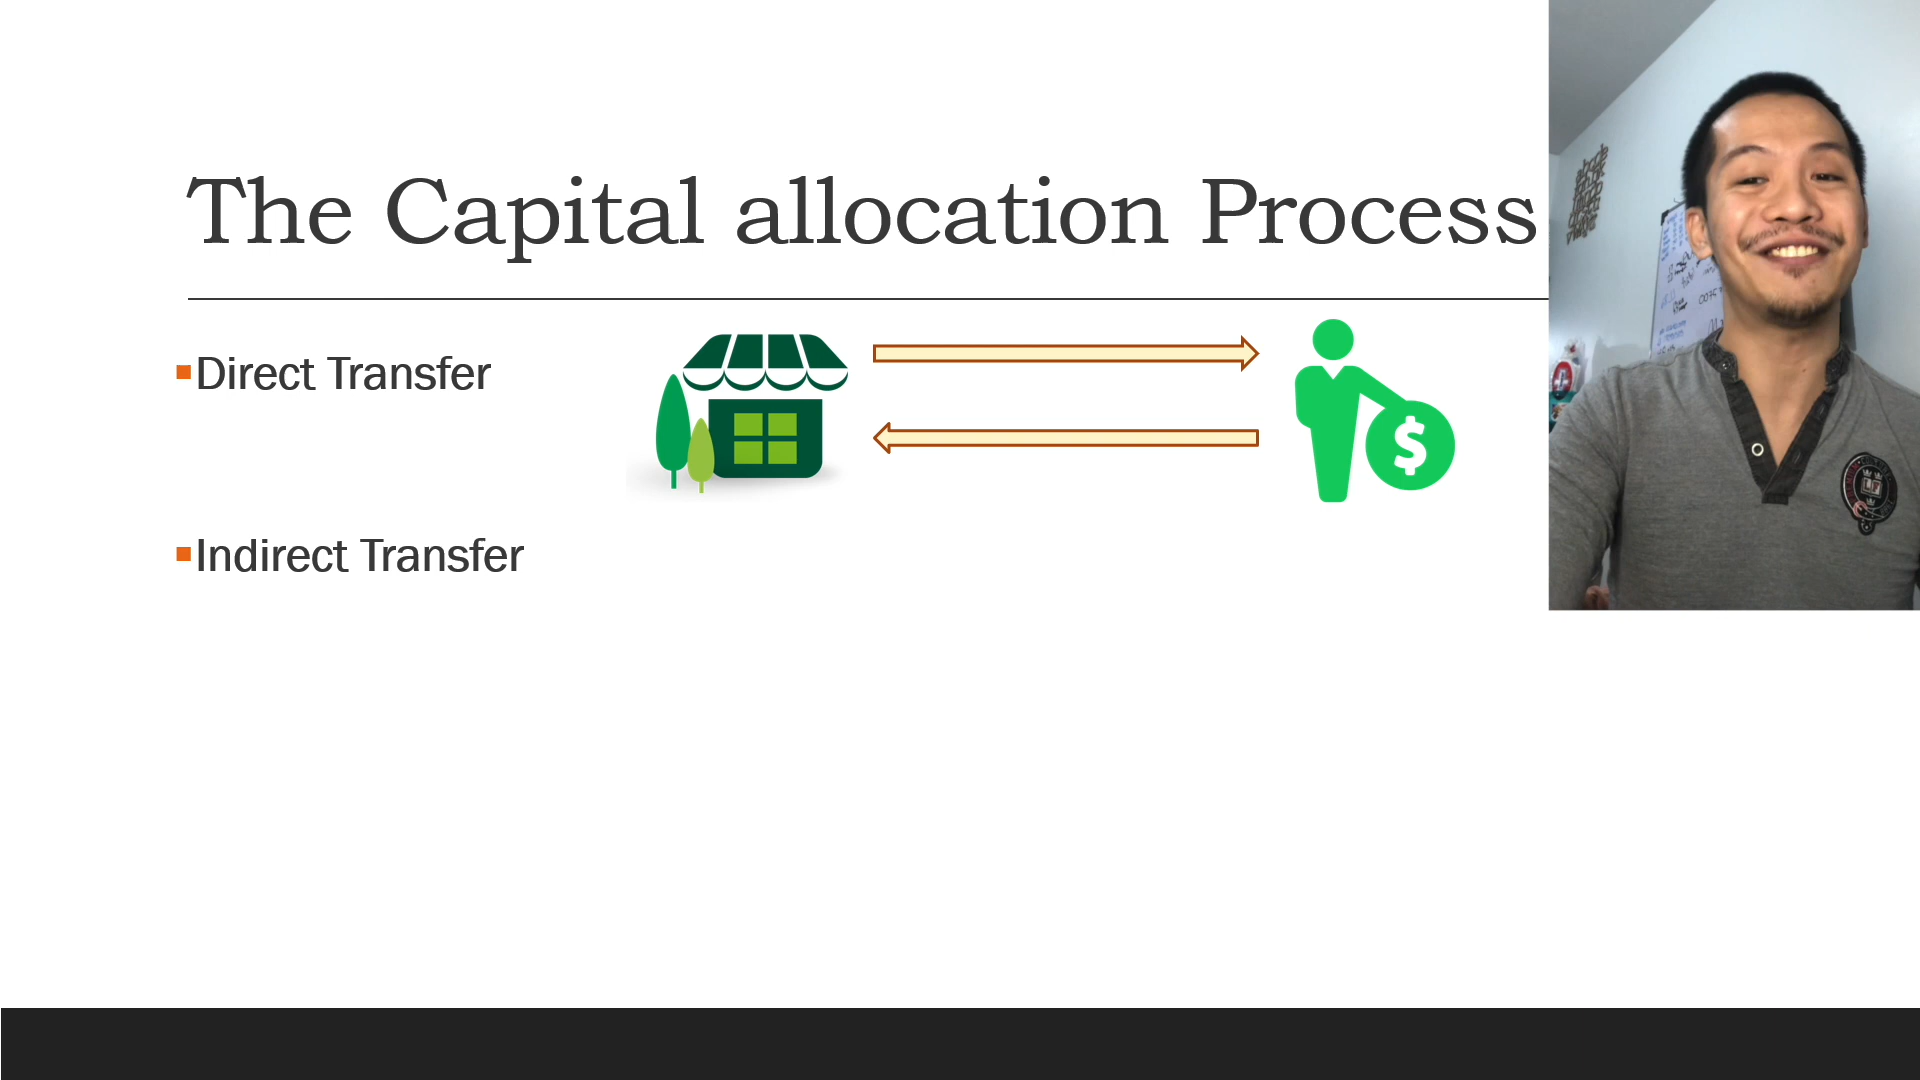 The Capital allocation Process
Direct Transfer
$
Indirect Transfer